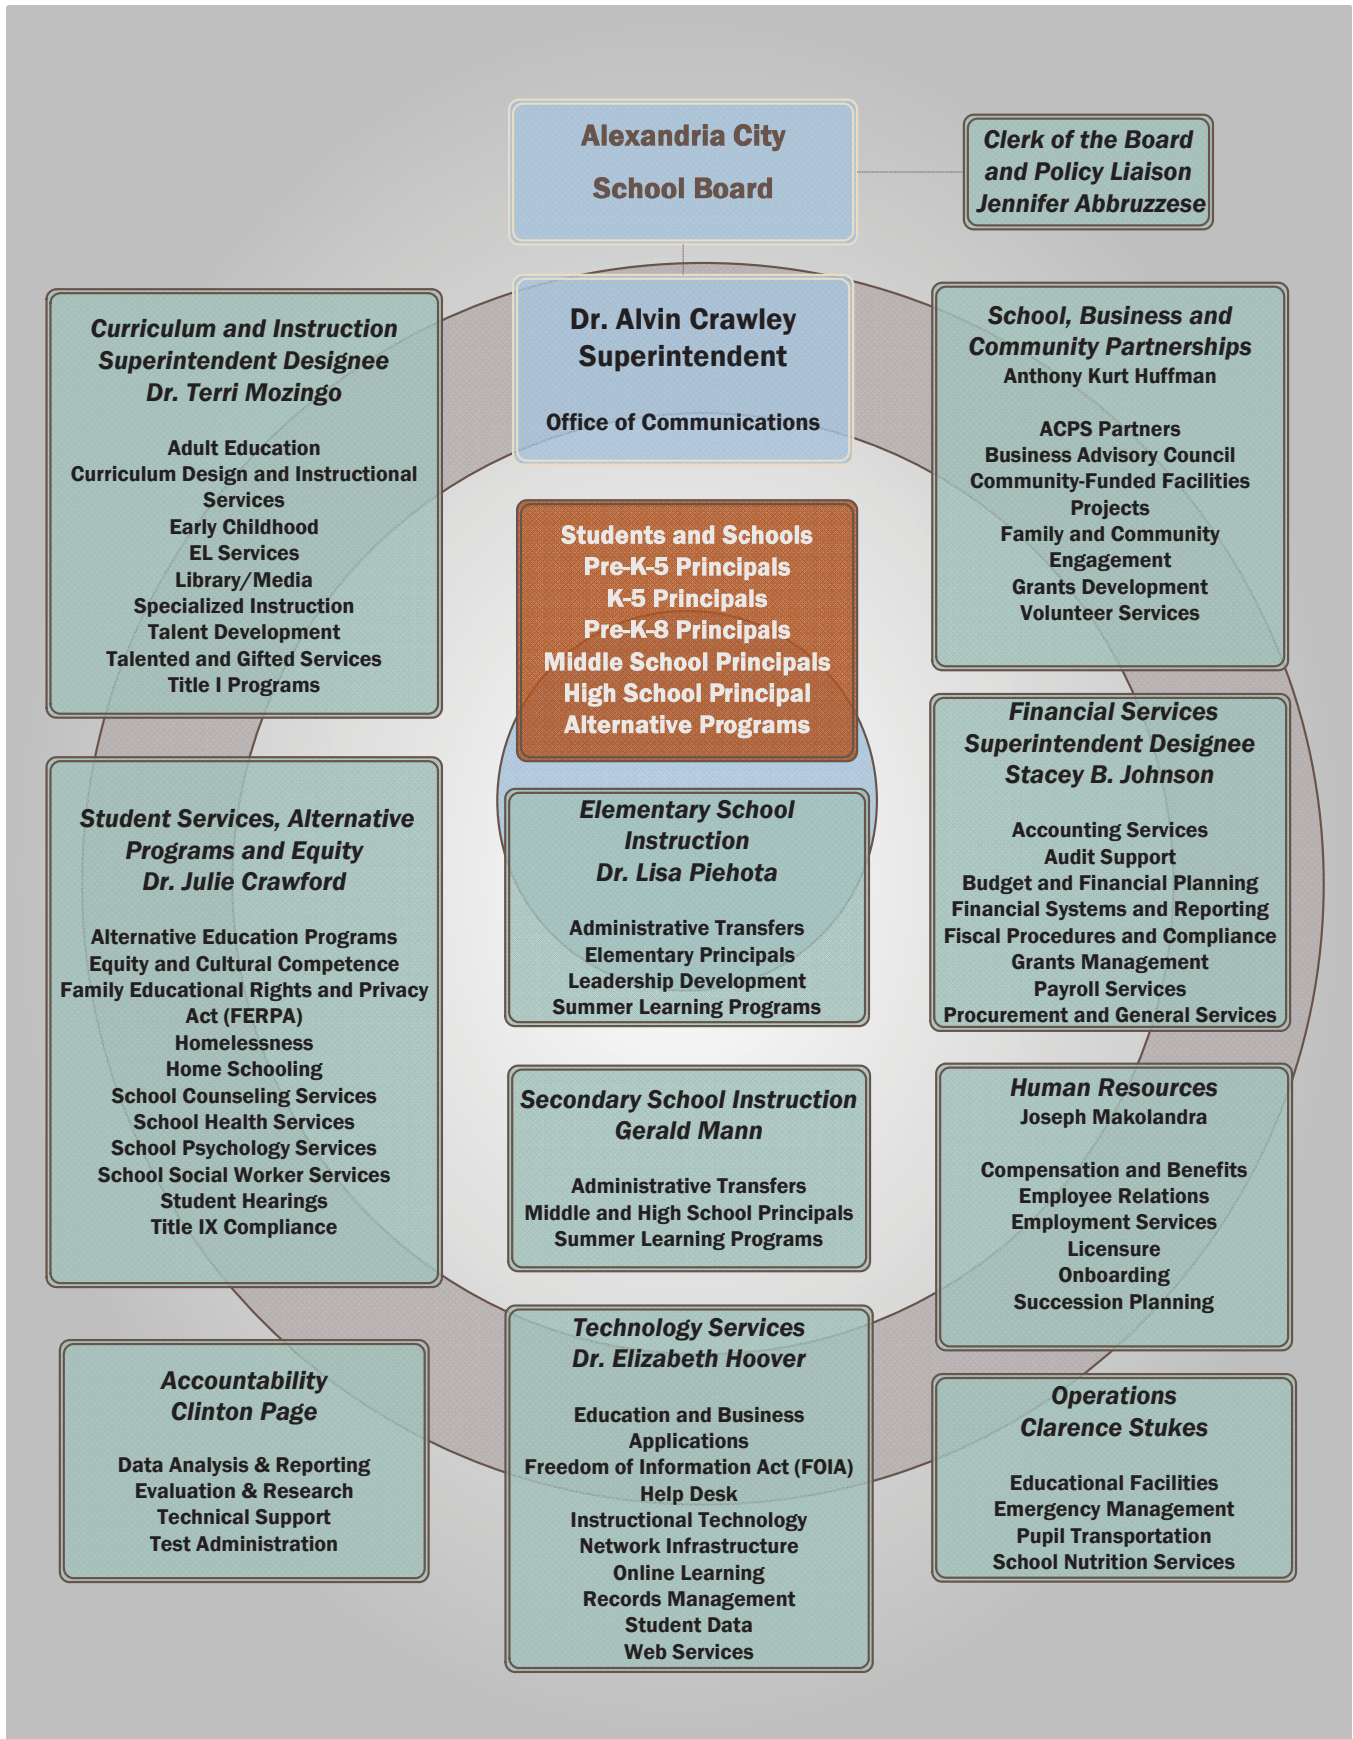 Alexandria City
School Board
Clerk of the Board
and Policy Liaison
Jennifer Abbruzzese
Dr. Alvin Crawley
Superintendent
Office of Communications
Curriculum and Instruction
Superintendent Designee
Dr. Terri Mozingo
Adult Education
Curriculum Design and Instructional
Services
Early Childhood
EL Services
Library/Media
Specialized Instruction
Talent Development
Talented and Gifted Services
Title I Programs
School, Business and
Community Partnerships
Anthony Kurt Huffman
ACPS Partners
Business Advisory Council
Community-Funded Facilities
Projects
Family and Community
Engagement
Grants Development
Volunteer Services
Students and Schools
Pre-K-5 Principals
K-5 Principals
Pre-K-8 Principals
Middle School Principals
High School Principal
Alternative Programs
Financial Services
Superintendent Designee
Stacey B. Johnson
Accounting Services
Audit Support
Budget and Financial Planning
Financial Systems and Reporting
Fiscal Procedures and Compliance
Grants Management
Payroll Services
Procurement and General Services
Student Services, Alternative
Programs and Equity
Dr. Julie Crawford
Alternative Education Programs
Equity and Cultural Competence
Family Educational Rights and Privacy
Act (FERPA)
Homelessness
Home Schooling
School Counseling Services
School Health Services
School Psychology Services
School Social Worker Services
Student Hearings
Title IX Compliance
Elementary School
Instruction
Dr. Lisa Piehota
Administrative Transfers
Elementary Principals
Leadership Development
Summer Learning Programs
Secondary School Instruction
Gerald Mann
Administrative Transfers
Middle and High School Principals
Summer Learning Programs
Human Resources
Joseph Makolandra
Compensation and Benefits
Employee Relations
Employment Services
Licensure
Onboarding
Succession Planning
Accountability
Clinton Page
Data Analysis & Reporting
Evaluation & Research
Technical Support
Test Administration
Technology Services
Dr. Elizabeth Hoover
Education and Business
Applications
Freedom of Information Act (FOIA)
Help Desk
Instructional Technology
Network Infrastructure
Online Learning
Records Management
Student Data
Web Services
Operations
Clarence Stukes
Educational Facilities
Emergency Management
Pupil Transportation
School Nutrition Services